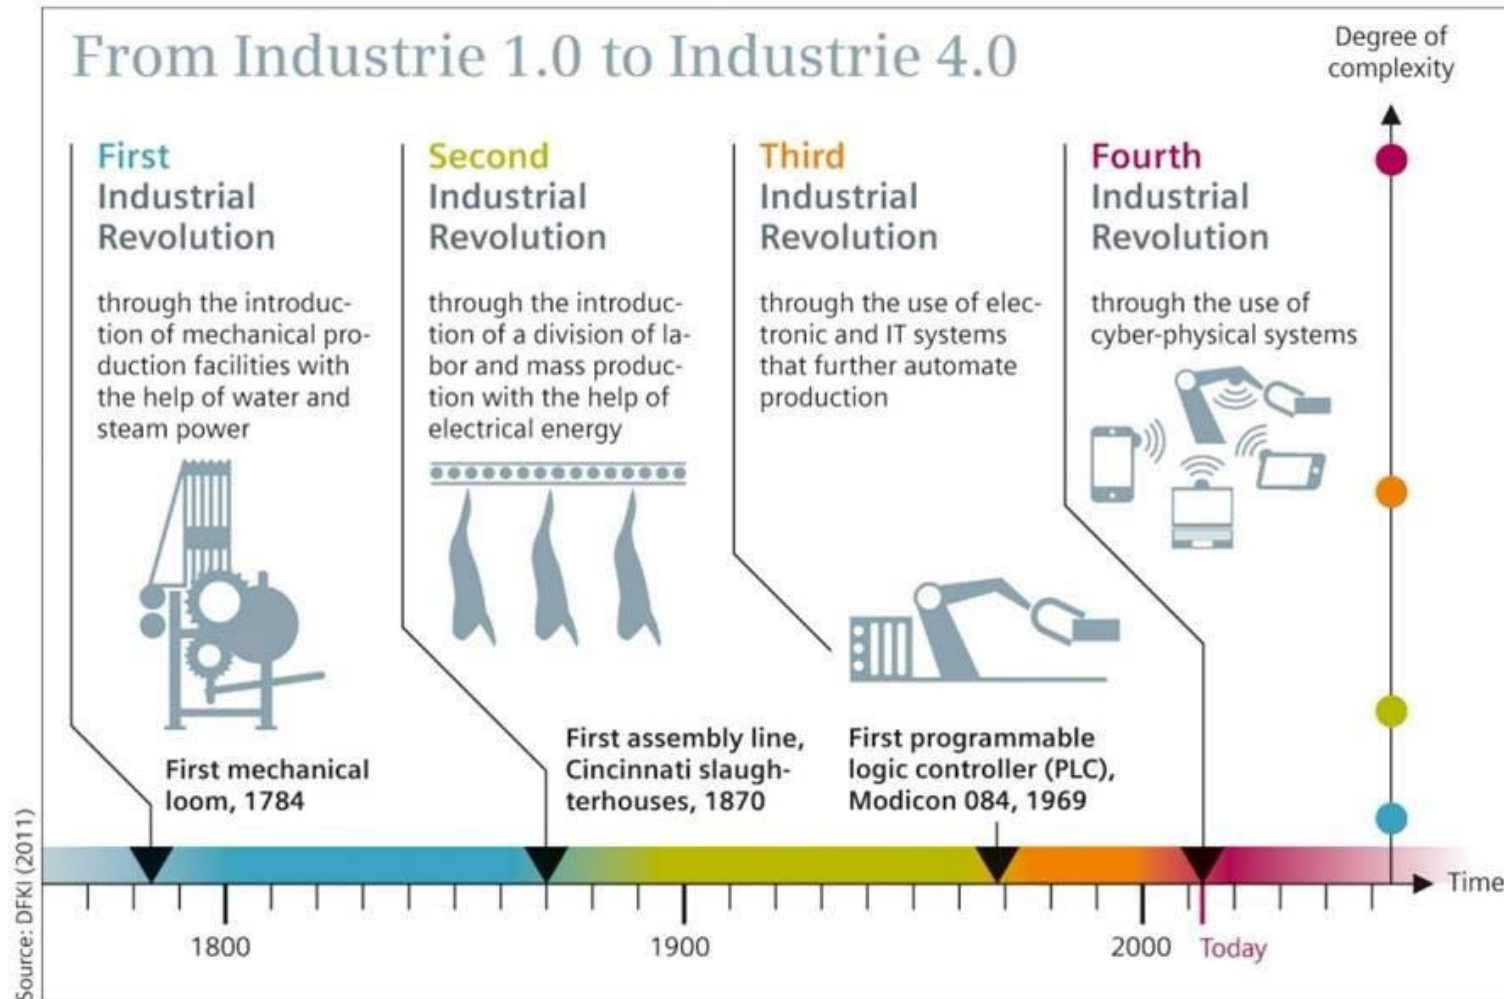 From Industrie 1.0 to Industrie 4.0
Degree of
complexity
First
Industrial
Revolution
through the introduc-
tion of mechanical pro-
duction facilities with
the help of water and
steam power
First mechanical
loom, 1784
Second
Industrial
Revolution
through the introduc-
tion of a division of la-
bor and mass produc-
tion with the help of
electrical energy
First assembly line,
Cincinnati slaugh-
terhouses, 1870
Third
Industrial
Revolution
through the use of elec-
tronic and IT systems
that further automate
production
First programmable
logic controller (PLC),
Modicon 084, 1969
Fourth
Industrial
Revolution
through the use of
cyber-physical systems
Time
1800
1900
2000
Today
Source: DFKI (2011)